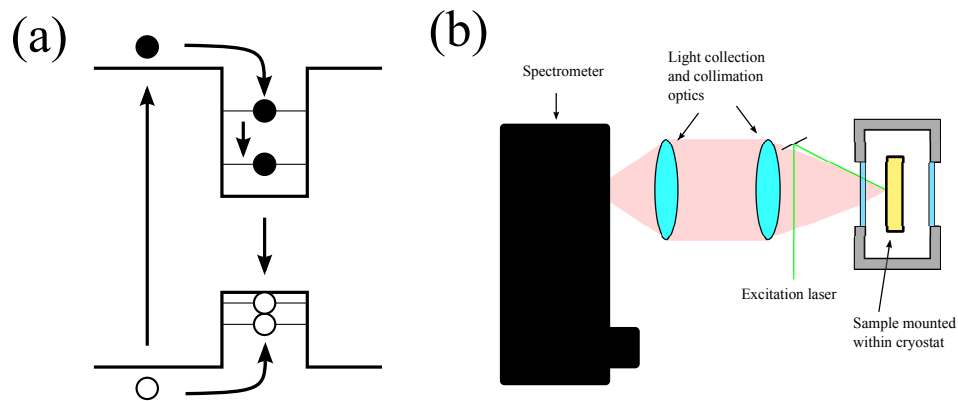 (a)
(b)
Spectrometer
Light collection
and collimation
optics
Excitation laser
Sample mounted
within cryostat